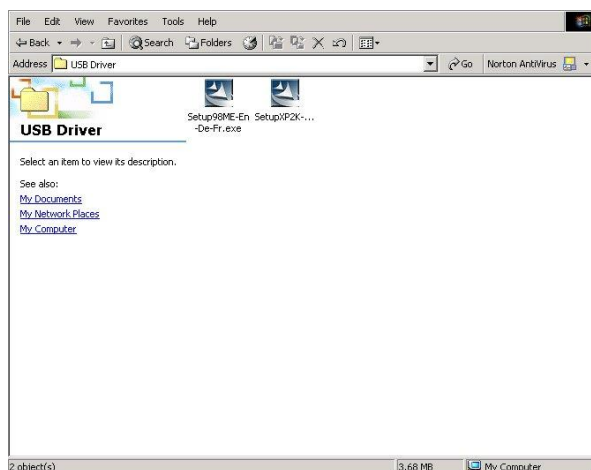 File Edit View Favorites Tools Help
Back Search Folders
Address USB Driver Go Norton AntiVirus
Setup98ME-En
-De-Fr.exe
SetupXP2K-...
USB Driver
Select an item to view its description.
See also:
My Documents
My Network Places
My Computer
2 object(s) 3.68 MB My Computer